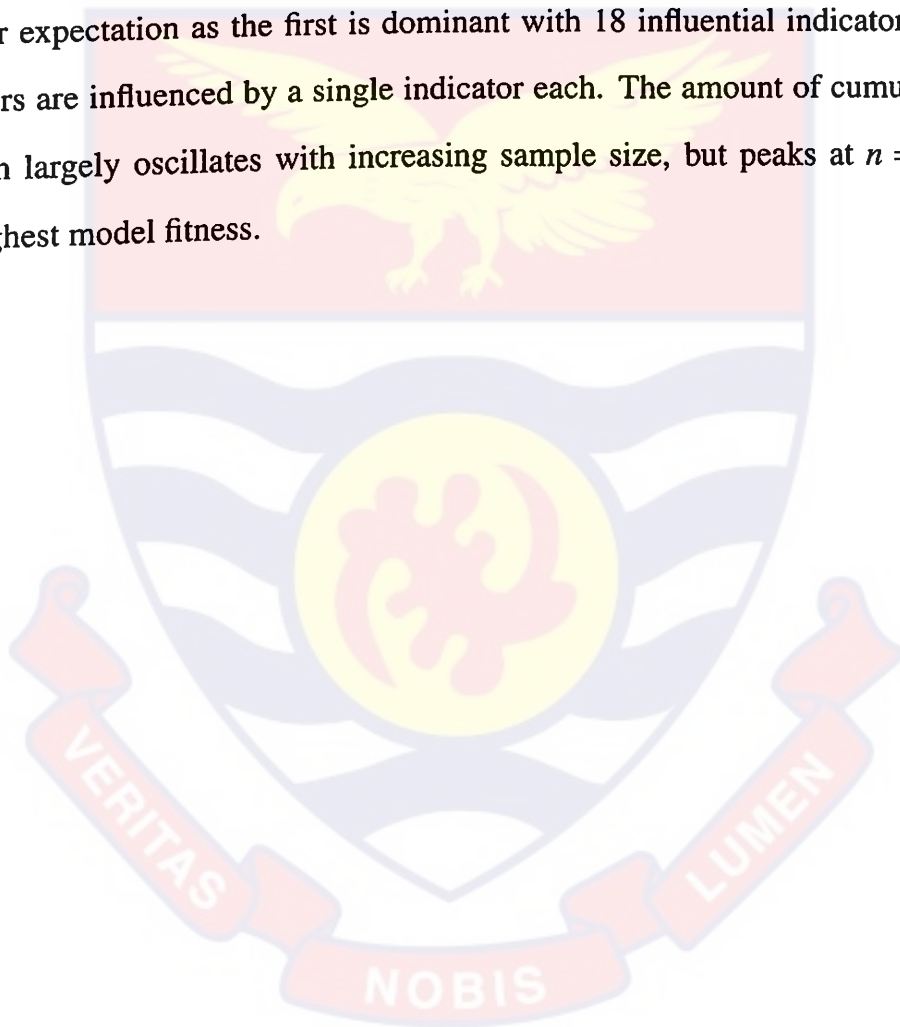 r expectation as the first is dominant with 18 influential indicator
rs are influenced by a single indicator each. The amount of cumu
n largely oscillates with increasing sample size, but peaks at n =
ghest model fitness.
VERITAS
NOBIS
LUMEN